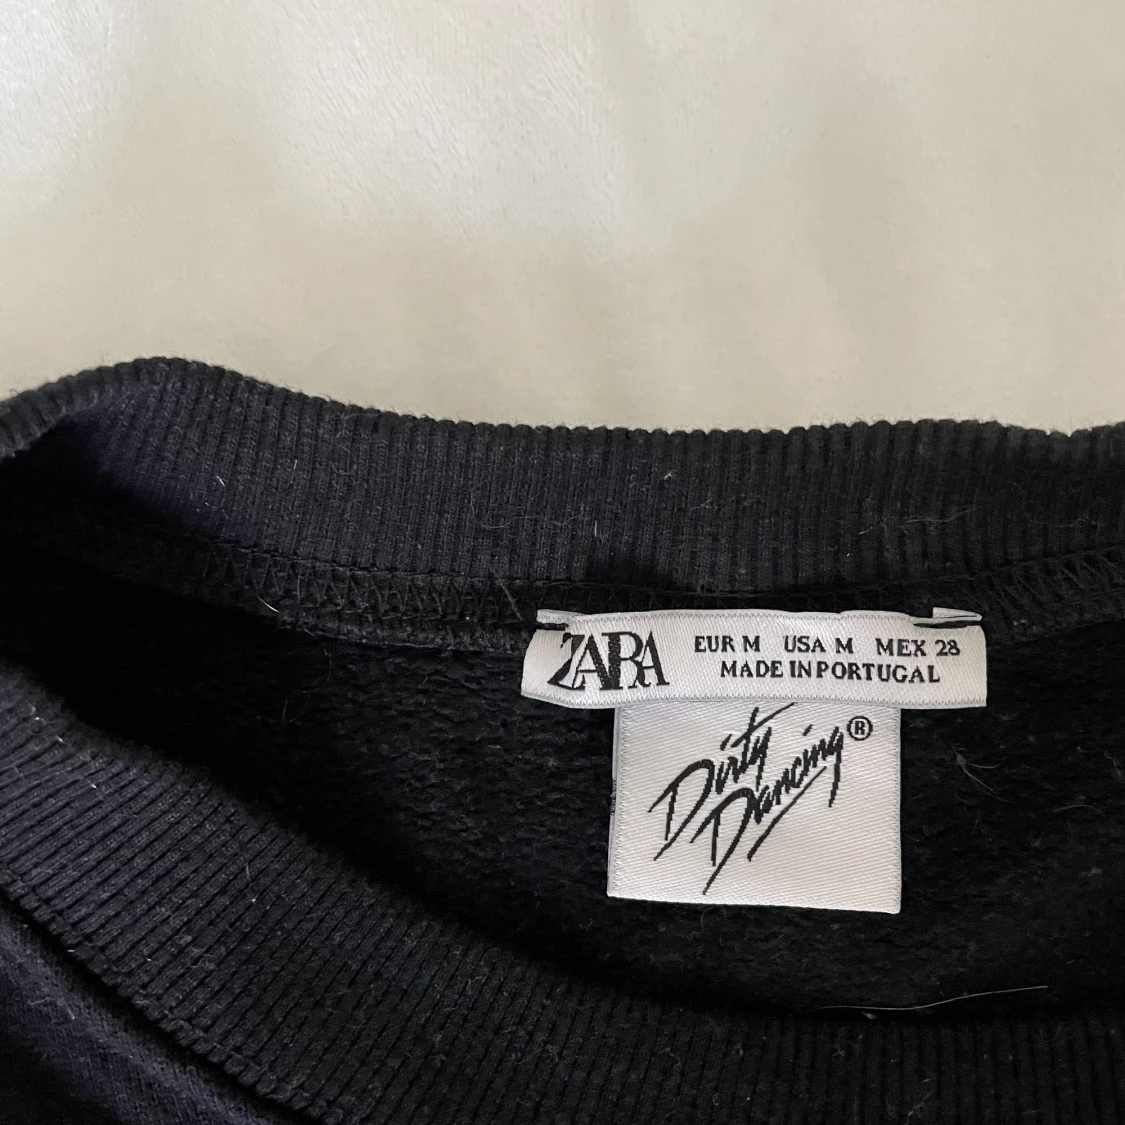 ZARA EUR M USA M MEX 28
MADE IN PORTUGAL
Dirty
Dancing®